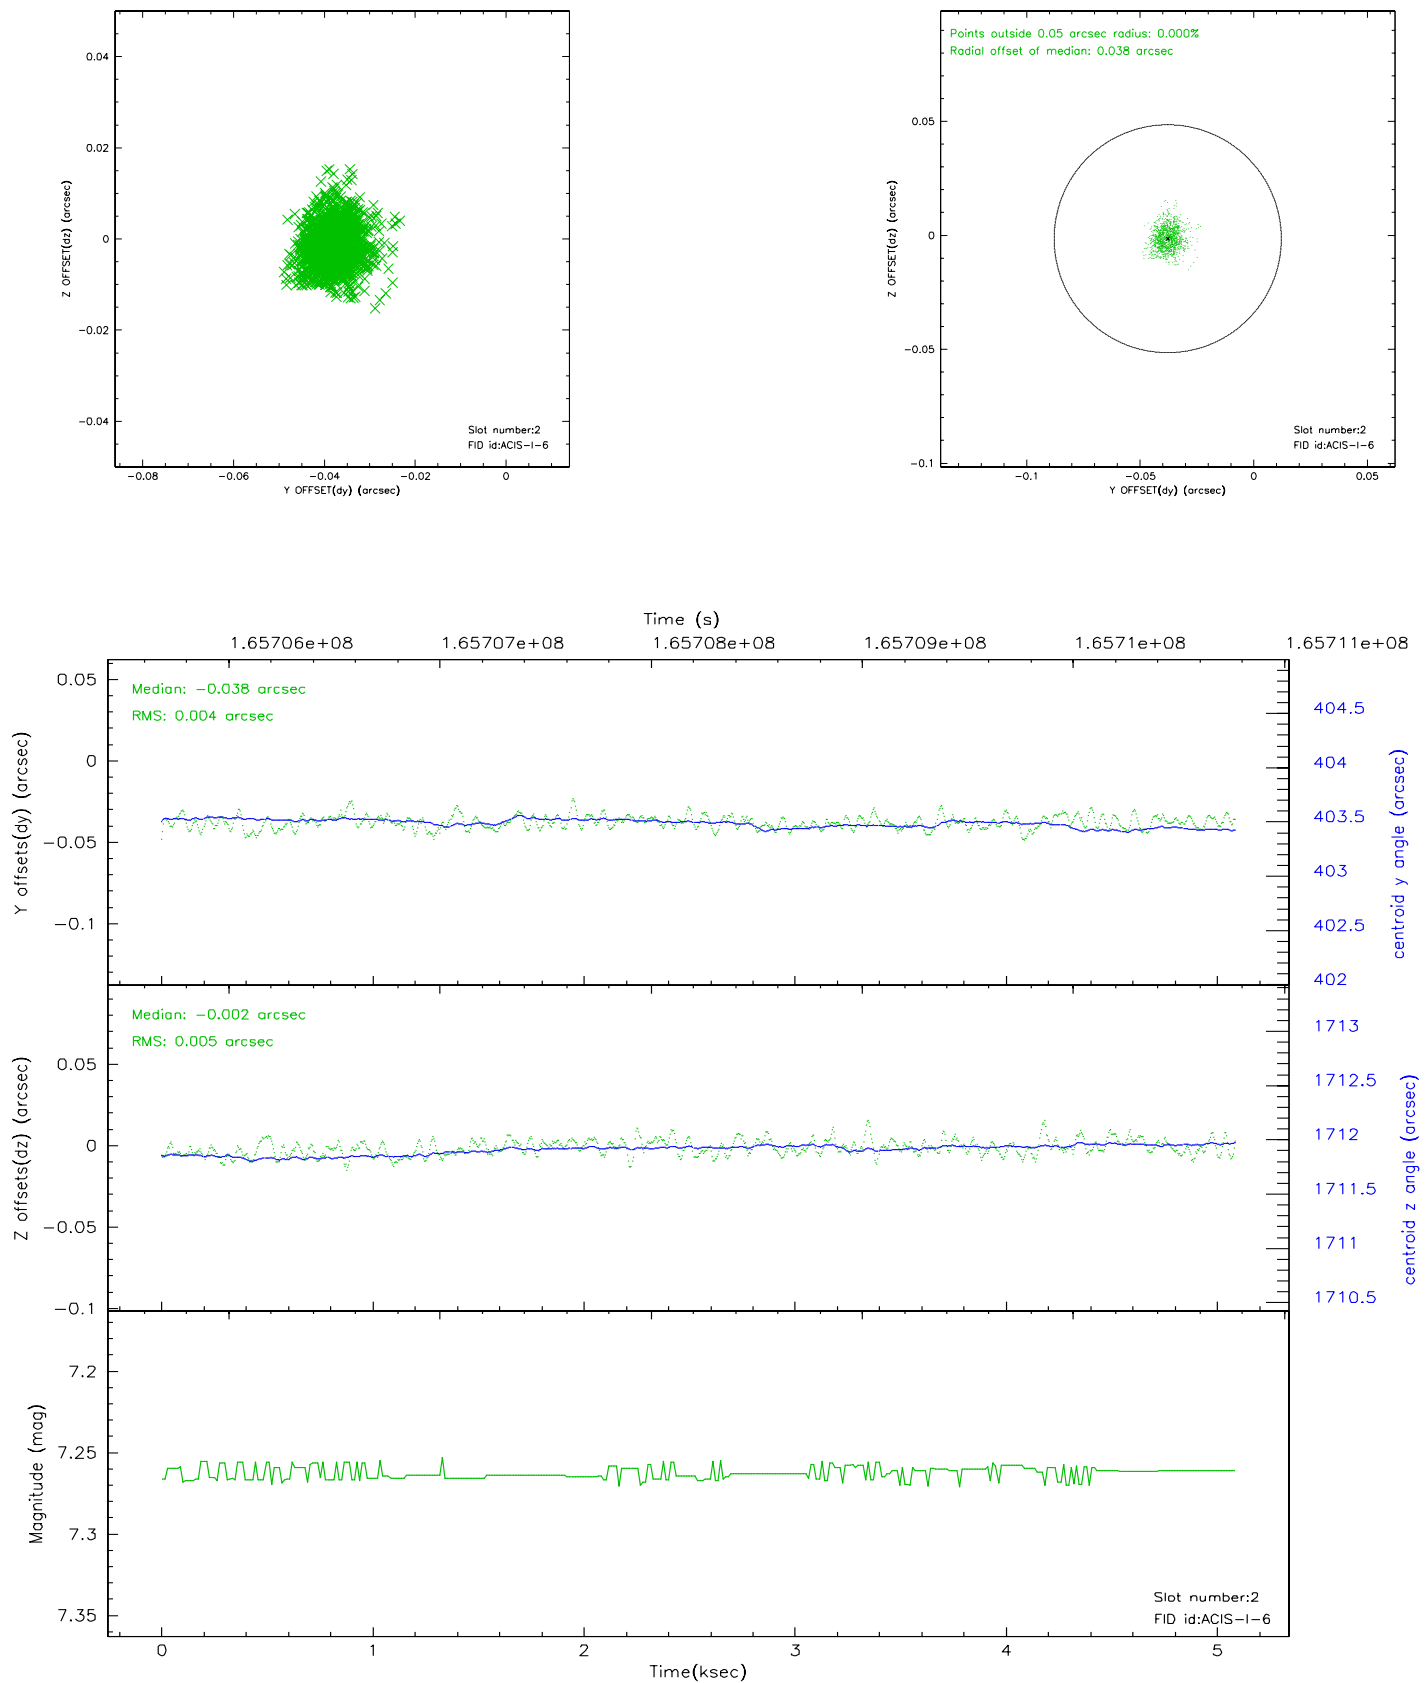 0.04
0.02
0
−0.02
−0.04
Z OFFSET(dz) (arcsec)
Slot number:2
FID id:ACIS−I−6
−0.08 −0.06 −0.04 −0.02 0
Y OFFSET(dy) (arcsec)
Points outside 0.05 arcsec radius: 0.000%
Radial offset of median: 0.038 arcsec
0.05
0
−0.05
−0.1
Z OFFSET(dz) (arcsec)
Slot number:2
FID id:ACIS−I−6
−0.1 −0.05 0 0.05
Y OFFSET(dy) (arcsec)
Time (s)
1.65706e+08 1.65707e+08 1.65708e+08 1.65709e+08 1.6571e+08 1.65711e+08
Median: −0.038 arcsec
RMS: 0.004 arcsec
0.05
0
−0.05
−0.1
Y offsets(dy) (arcsec)
404.5
404
403.5
403
402.5
402
centroid y angle (arcsec)
Median: −0.002 arcsec
RMS: 0.005 arcsec
0.05
0
−0.05
−0.1
Z offsets(dz) (arcsec)
1713
1712.5
1712
1711.5
1711
1710.5
centroid z angle (arcsec)
7.2
7.25
7.3
7.35
Magnitude (mag)
Slot number:2
FID id:ACIS−I−6
0 1 2 3 4 5
Time(ksec)